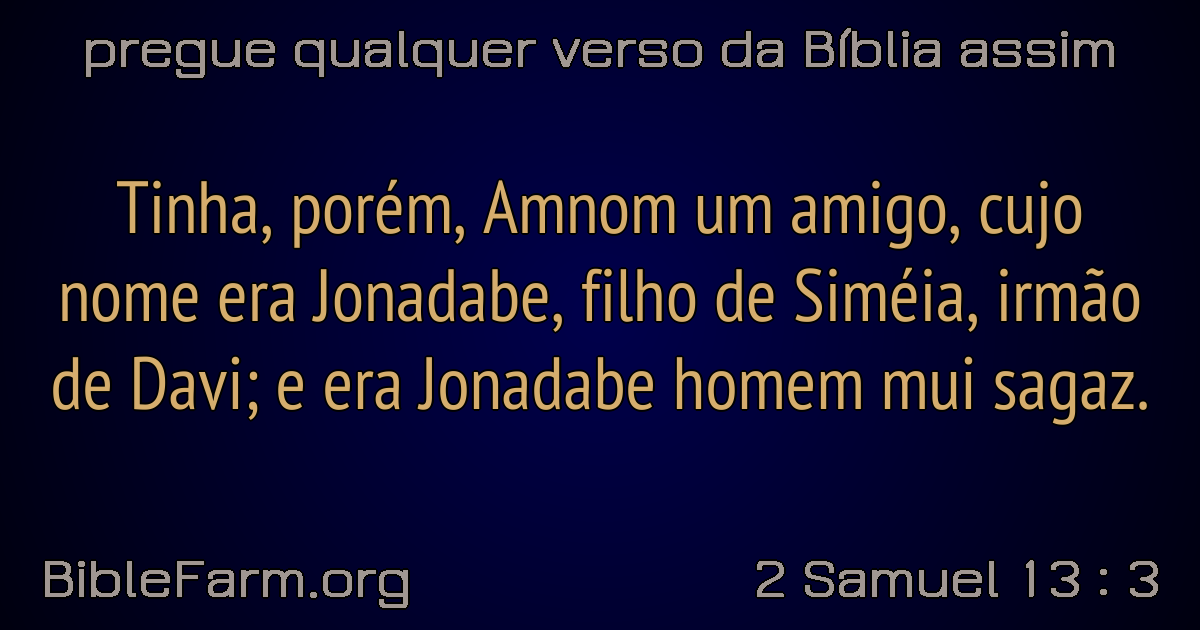 pregue qualquer verso da Bíblia assim
Tinha, porém, Amnom um amigo, cujo
nome era Jonadabe, filho de Siméia, irmão
de Davi; e era Jonadabe homem mui sagaz.
BibleFarm.org
2 Samuel 13 : 3